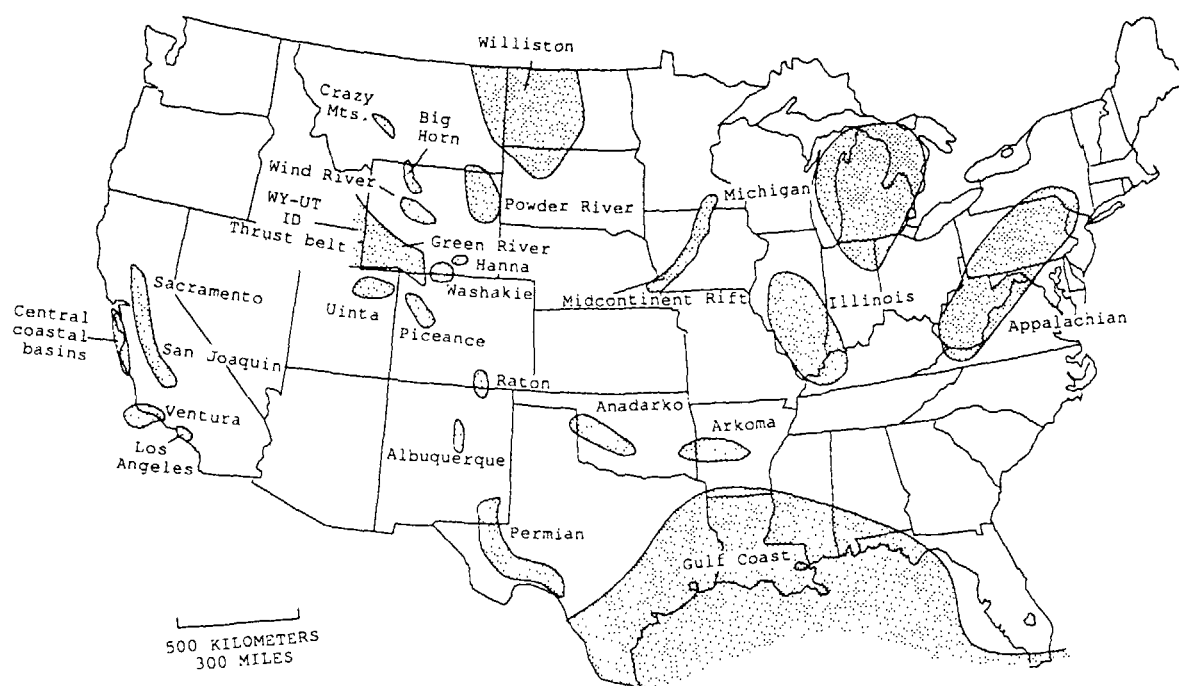 Williston
Crazy
Mts.
Big
Horn
Wind River
WY-UT
ID
Thrust belt
Powder River
Green River
Hanna
Washakie
Michigan
Midcontinent Rift
Illinois
Appalachian
Sacramento
Uinta
Piceance
Central
coastal
basins
San Joaquin
Raton
Ventura
Anadarko
Arkoma
Los
Angeles
Albuquerque
Permian
Gulf Coast
500 KILOMETERS
300 MILES